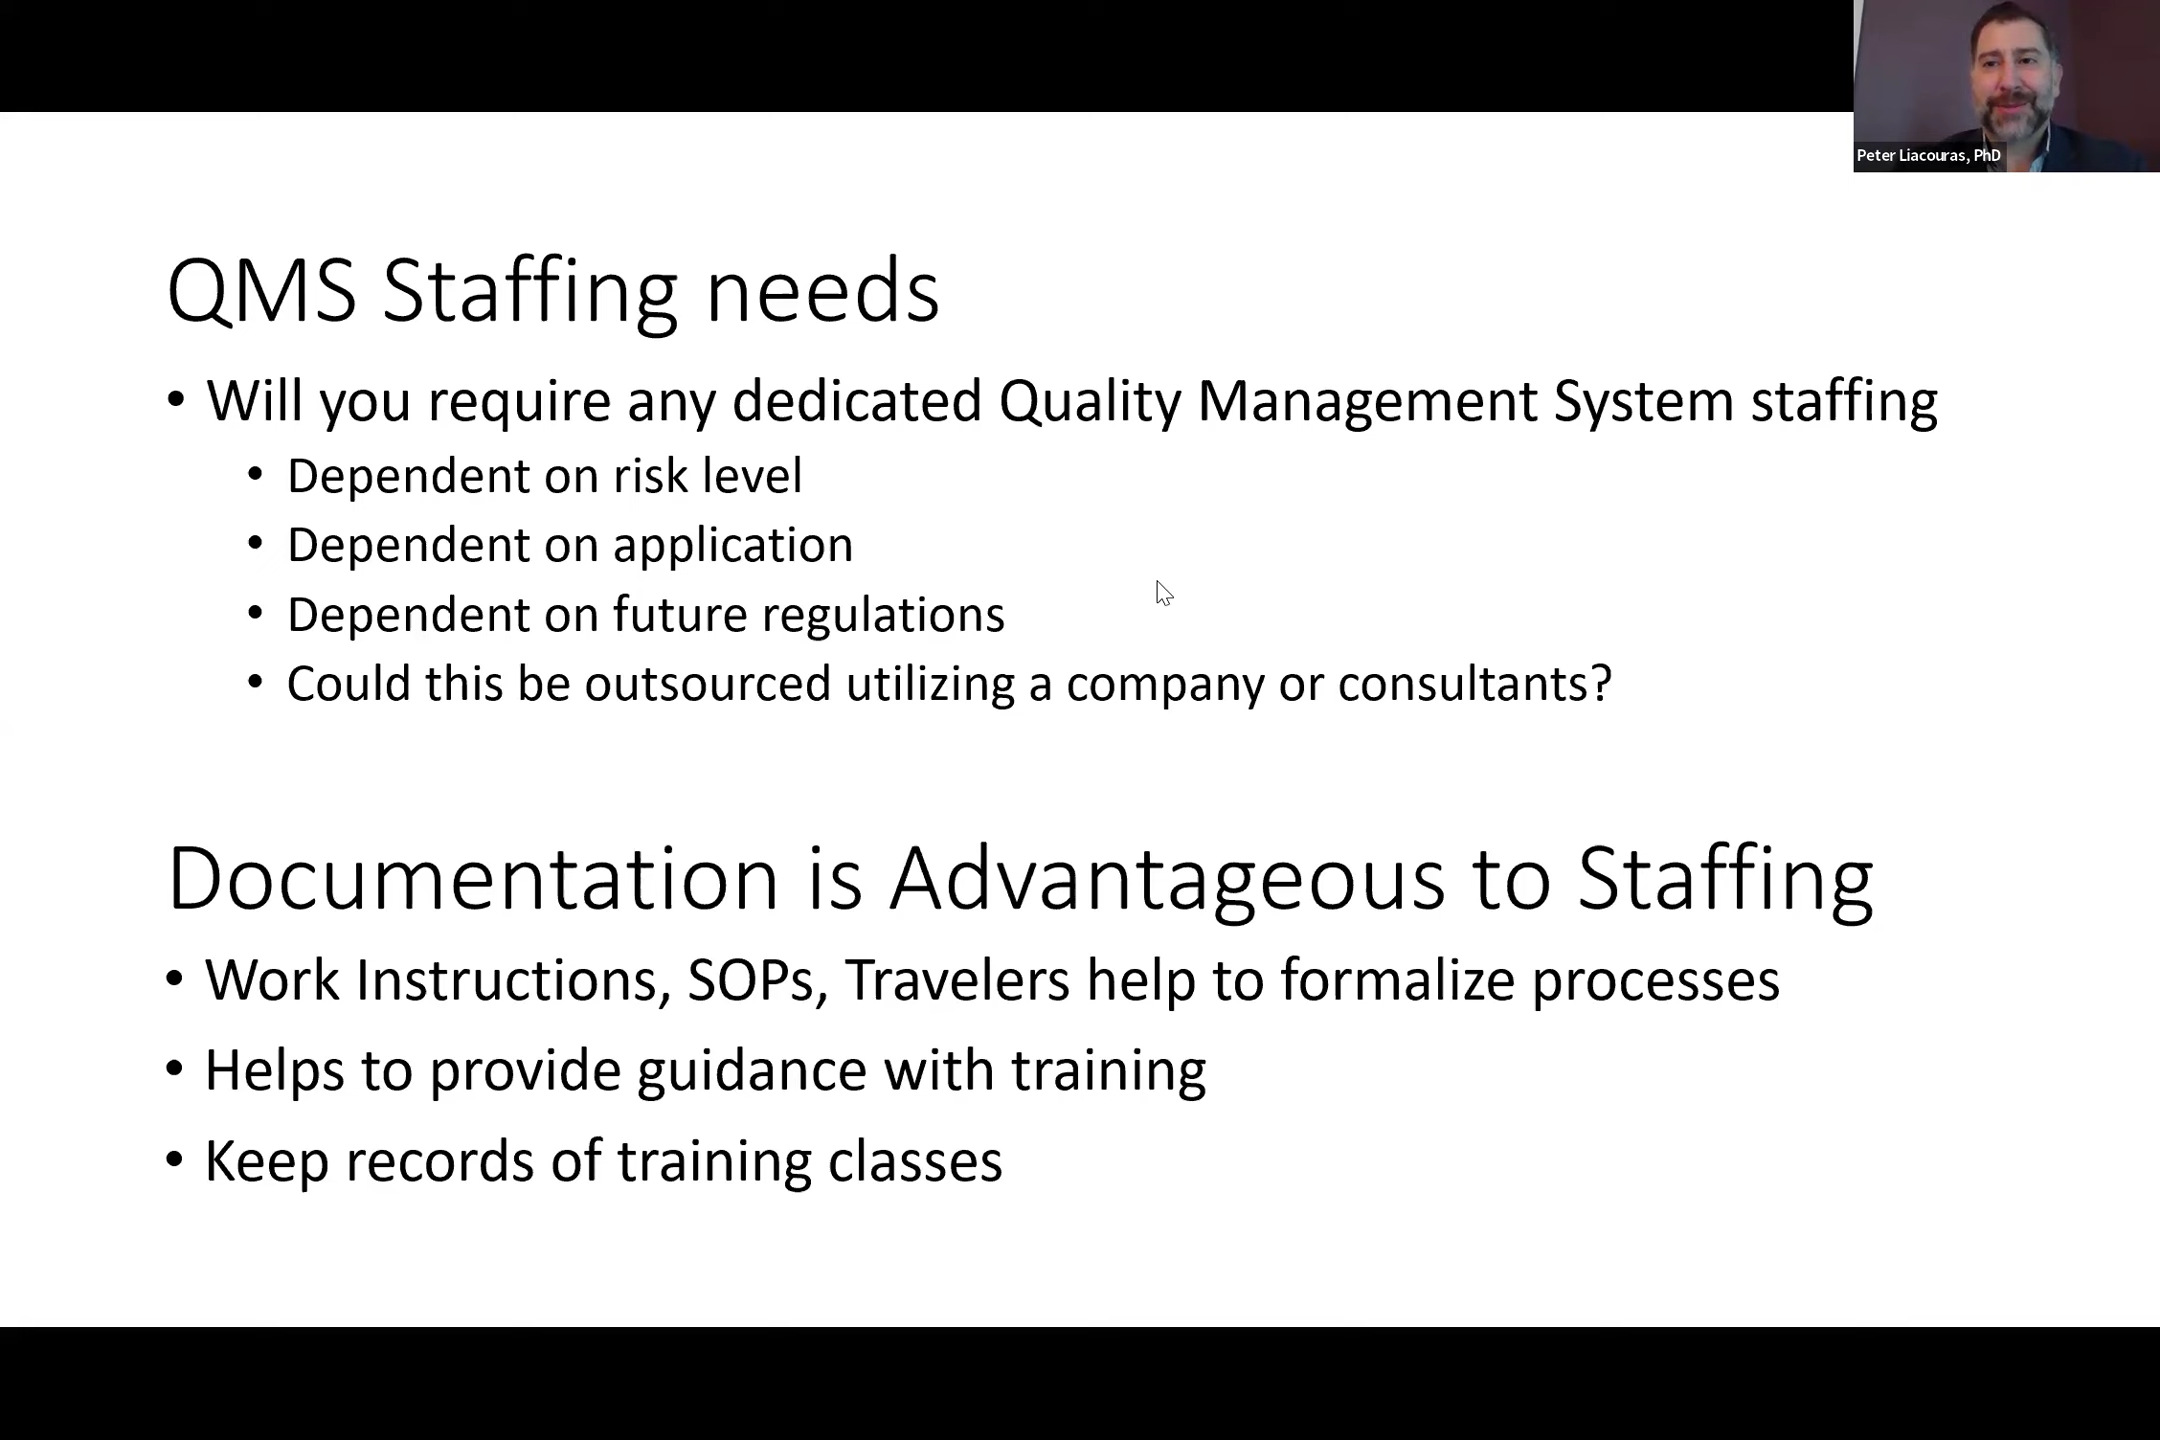 Peter Liacouras, PhD
QMS Staffing needs
• Will you require any dedicated Quality Management System staffing
• Dependent on risk level
• Dependent on application
• Dependent on future regulations
• Could this be outsourced utilizing a company or consultants?
Documentation is Advantageous to Staffing
• Work Instructions, SOPs, Travelers help to formalize processes
• Helps to provide guidance with training
• Keep records of training classes